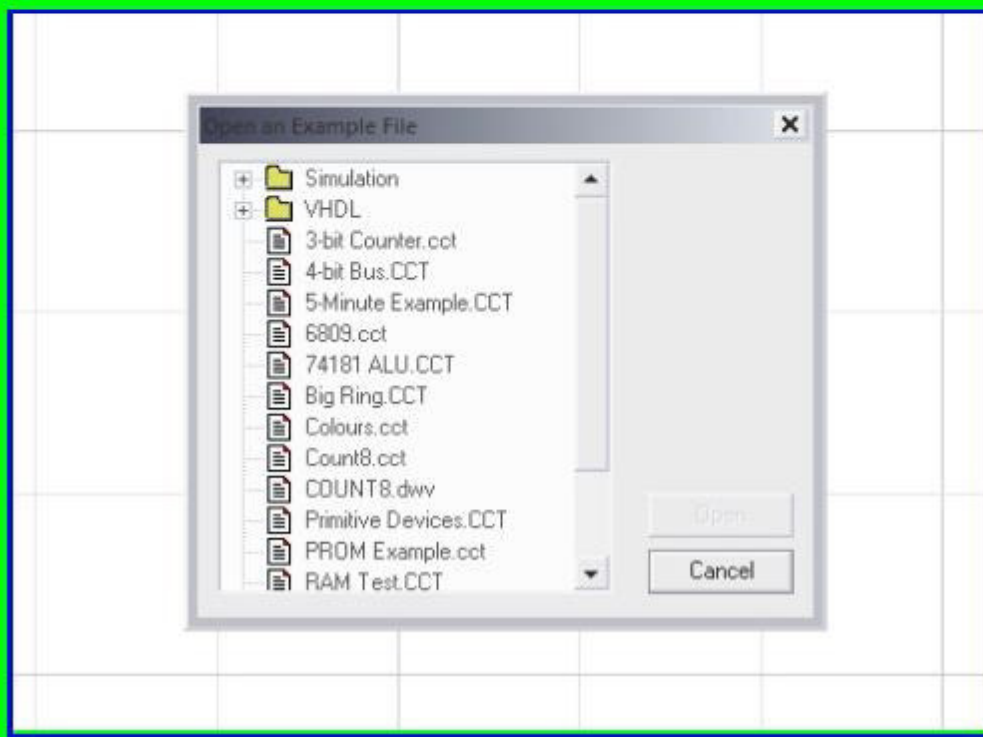 Open an Example File
Simulation
VHDL
3-bit Counter.cct
4-bit Bus.CCT
5-Minute Example.CCT
6809.cct
74181 ALU.CCT
Big Ring.CCT
Colours.cct
Count8.cct
COUNT8.dwv
Primitive Devices.CCT
PROM Example.cct
RAM Test.CCT
Open
Cancel